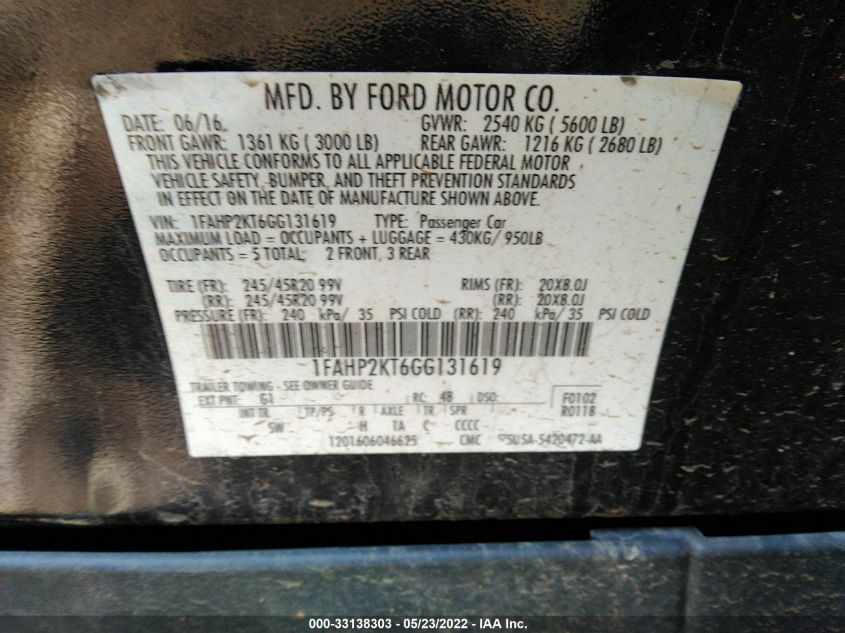 MFD. BY FORD MOTOR CO.
DATE: 06/16 GVWR: 2540 KG ( 5600 LB)
FRONT GAWR: 1361 KG ( 3000 LB) REAR GAWR: 1216 KG ( 2680 LB)
THIS VEHICLE CONFORMS TO ALL APPLICABLE FEDERAL MOTOR
VEHICLE SAFETY, BUMPER, AND THEFT PREVENTION STANDARDS
IN EFFECT ON THE DATE OF MANUFACTURE SHOWN ABOVE.
VIN: 1FAHP2KT6GG131619 TYPE: Passenger Car
MAXIMUM LOAD = OCCUPANTS + LUGGAGE = 430KG/ 950LB
OCCUPANTS = 5 TOTAL: 2 FRONT, 3 REAR
TIRE (FR): 245/45R20 99V RIMS (FR): 20X8.0J
(RR): 245/45R20 99V (RR): 20X8.0J
PRESSURE (FR): 240 kPa/ 35 PSI COLD (RR): 240 kPa/ 35 PSI COLD
1FAHP2KT6GG131619
TRAILER TOWING - SEE OWNER GUIDE
EXT PNT: G1 RC: 48 DSO: F0102
INT TR TP/PS R AXLE TR SPR R0118
SW H TA C CCCC
1201606046625 CMC 5U5A-5420472-AA
000-33138303 - 05/23/2022 - IAA Inc.